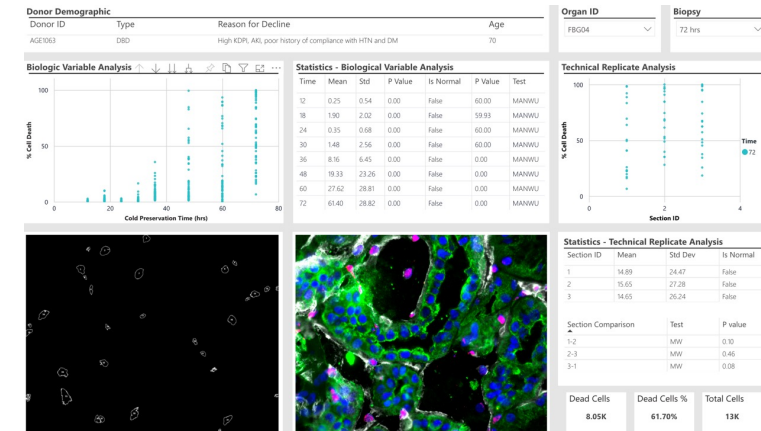 Donor Demographic
Donor ID Type Reason for Decline Age
AGE1063 DBD High KDPI, AKI, poor history of compliance with HTN and DM 70
Organ ID
FBG04
Biopsy
72 hrs
Biologic Variable Analysis
% Cell Death
100
50
0
0 20 40 60 80
Cold Preservation Time (hrs)
Statistics - Biological Variable Analysis
Time Mean Std P Value Is Normal P Value Test
12 0.25 0.54 0.00 False 60.00 MANWU
18 1.90 2.02 0.00 False 59.93 MANWU
24 0.35 0.68 0.00 False 60.00 MANWU
30 1.48 2.56 0.00 False 60.00 MANWU
36 8.16 6.45 0.00 False 0.00 MANWU
48 19.33 23.26 0.00 False 0.00 MANWU
60 27.62 28.81 0.00 False 0.00 MANWU
72 61.40 28.82 0.00 False 0.00 MANWU
Technical Replicate Analysis
% Cell Death
100
50
0
0 2 4
Section ID
Time
72
Statistics - Technical Replicate Analysis
Section ID Mean Std Dev Is Normal
1 14.89 24.47 False
2 15.65 27.28 False
3 14.65 26.24 False
Section Comparison Test P value
1-2 MW 0.10
2-3 MW 0.46
3-1 MW 0.08
Dead Cells
8.05K
Dead Cells %
61.70%
Total Cells
13K